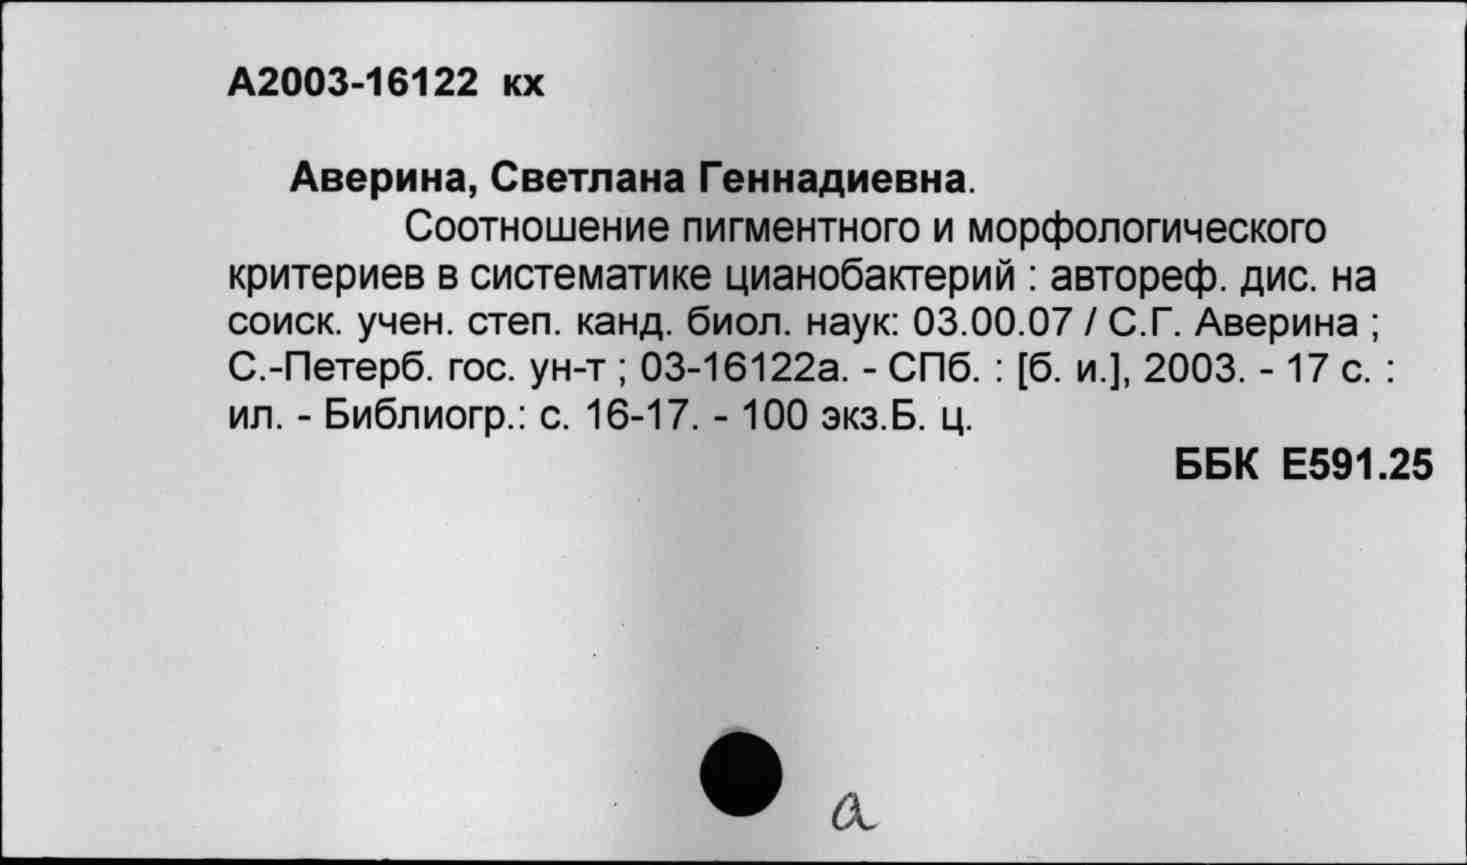 А2003-16122 кх
Аверина, Светлана Геннадиевна.
Соотношение пигментного и морфологического
критериев в систематике цианобактерий : автореф. дис. на
соиск. учен. степ. канд. биол. наук: 03.00.07 / С.Г. Аверина ;
С.-Петерб. гос. ун-т ; 03-16122а. - СПб. : [б. и.], 2003. - 17 с. :
ил. - Библиогр.: с. 16-17. - 100 экз.Б. ц.
ББК Е591.25
а